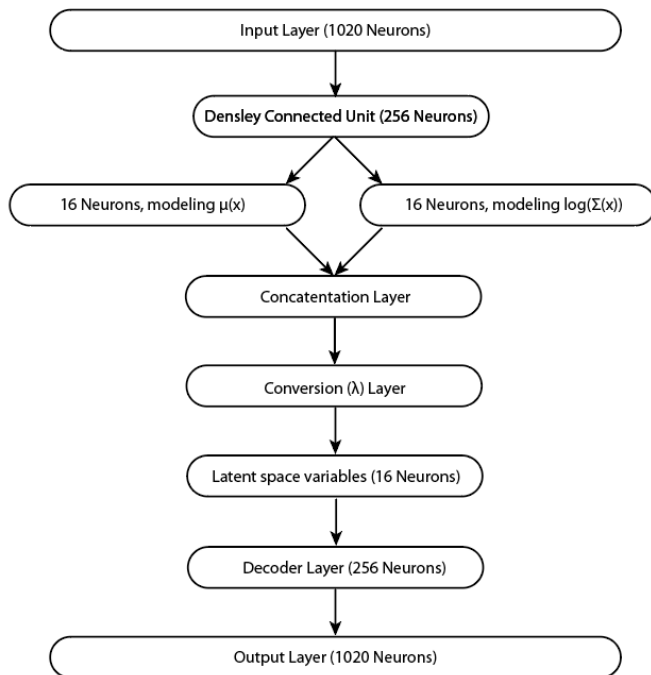 Input Layer (1020 Neurons)
Densley Connected Unit (256 Neurons)
16 Neurons, modeling μ(x)
16 Neurons, modeling log(Σ(x))
Concatentation Layer
Conversion (λ) Layer
Latent space variables (16 Neurons)
Decoder Layer (256 Neurons)
Output Layer (1020 Neurons)